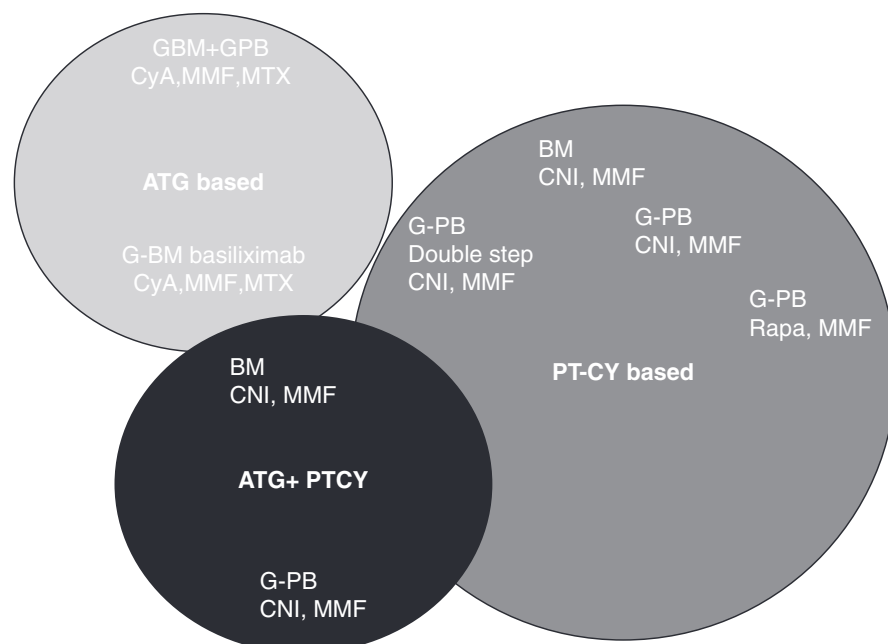 GBM+GPB
CyA,MMF,MTX
ATG based
G-BM basiliximab
CyA,MMF,MTX
BM
CNI, MMF
G-PB
CNI, MMF
G-PB
Double step
CNI, MMF
G-PB
Rapa, MMF
PT-CY based
BM
CNI, MMF
ATG+ PTCY
G-PB
CNI, MMF